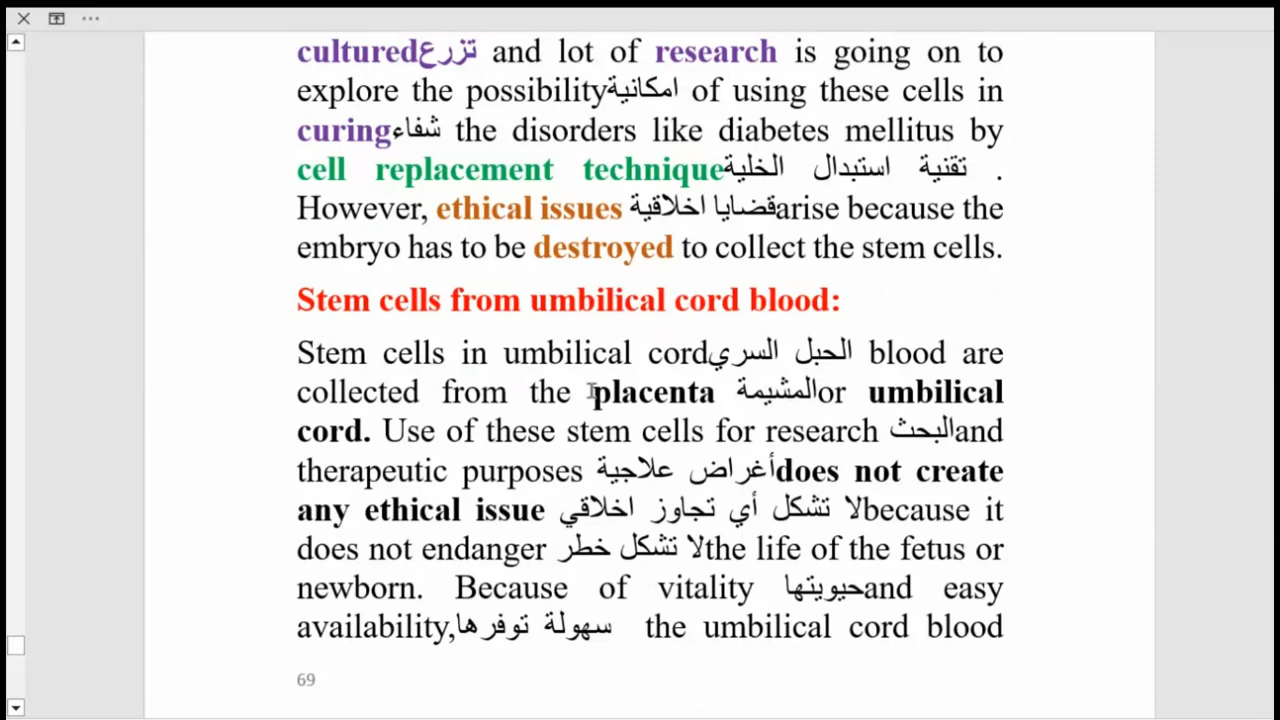 culturedتزرع and lot of research is going on to
explore the possibilityامكانية of using these cells in
curingشفاء the disorders like diabetes mellitus by
cell replacement techniqueتقنية استبدال الخلية .
However, ethical issues قضايا اخلاقيةarise because the
embryo has to be destroyed to collect the stem cells.
Stem cells from umbilical cord blood:
Stem cells in umbilical cordالحبل السري blood are
collected from the placenta المشيمةor umbilical
cord. Use of these stem cells for research البحثand
therapeutic purposes أغراض علاجيةdoes not create
any ethical issue لا تشكل أي تجاوز اخلاقيbecause it
does not endanger لا تشكل خطرthe life of the fetus or
newborn. Because of vitality حيويتهاand easy
availability,سهولة توفرها the umbilical cord blood
69